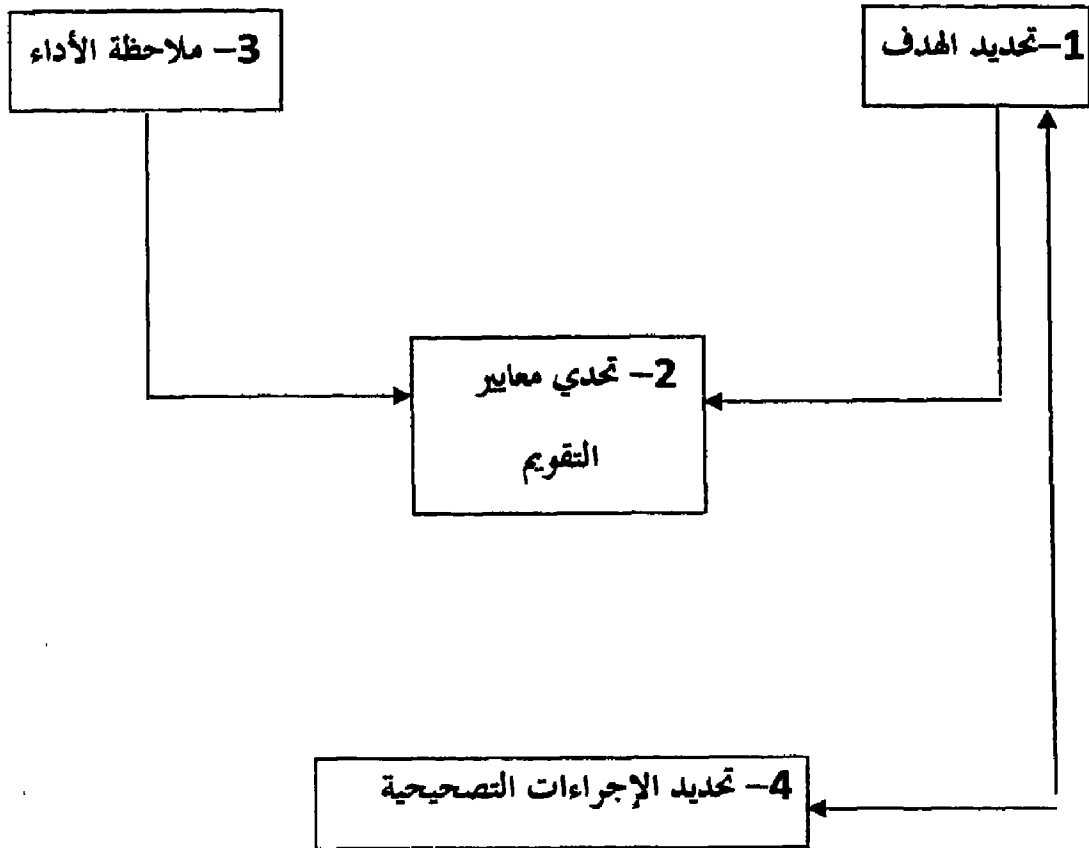 1–تحديد الهدف
3– ملاحظة الأداء
2– تحدي معايير
التقويم
4– تحديد الإجراءات التصحيحية